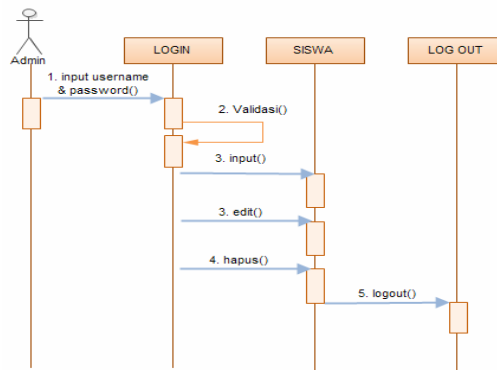 LOGIN
SISWA
LOG OUT
Admin
1. input username
& password()
2. Validasi()
3. input()
3. edit()
4. hapus()
5. logout()